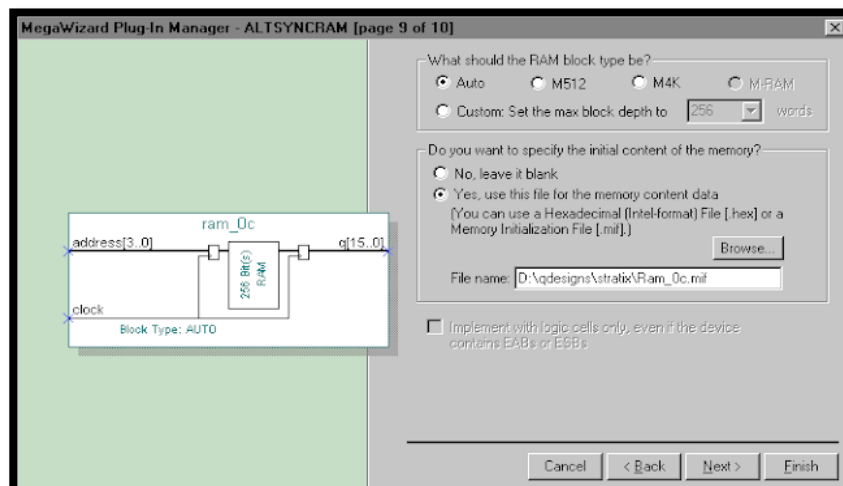 MegaWizard Plug-In Manager - ALTSYNCRAM [page 9 of 10]
What should the RAM block type be?
Auto M512 M4K M-RAM
Custom: Set the max block depth to 256 words
Do you want to specify the initial content of the memory?
No, leave it blank
Yes, use this file for the memory content data
(You can use a Hexadecimal (Intel-format) File [.hex] or a
Memory Initialization File [.mif].)
Browse...
File name: D:\qdesigns\stratix\Ram_0c.mif
Implement with logic cells only, even if the device
contains EABs or ESBs
ram_0c
address[3..0] q[15..0]
256 Bit(s)
RAM
clock
Block Type: AUTO
Cancel < Back Next > Finish